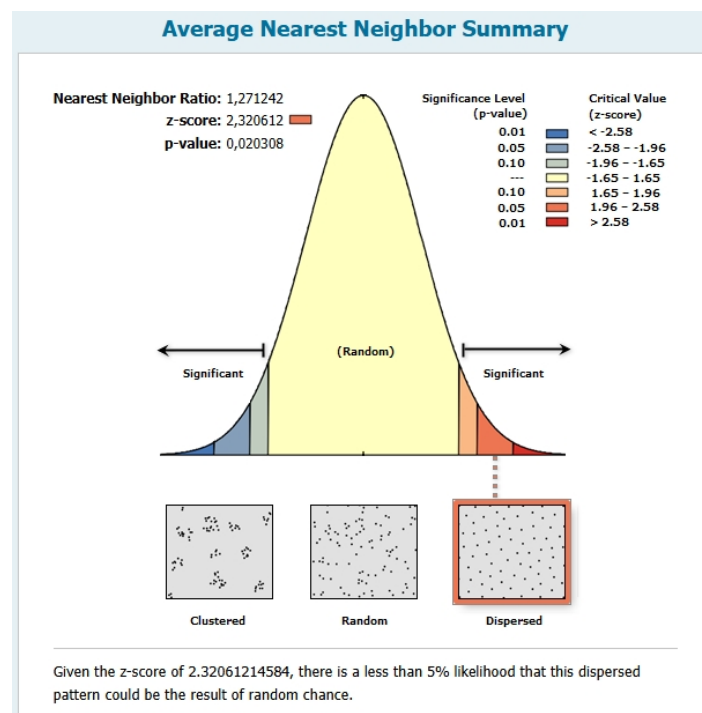 Average Nearest Neighbor Summary
Nearest Neighbor Ratio: 1,271242
z-score: 2,320612
p-value: 0,020308
Significance Level (p-value) Critical Value (z-score)
0.01 < -2.58
0.05 -2.58 – -1.96
0.10 -1.96 – -1.65
--- -1.65 – 1.65
0.10 1.65 – 1.96
0.05 1.96 – 2.58
0.01 > 2.58
(Random)
Significant Significant
Clustered Random Dispersed
Given the z-score of 2.32061214584, there is a less than 5% likelihood that this dispersed
pattern could be the result of random chance.